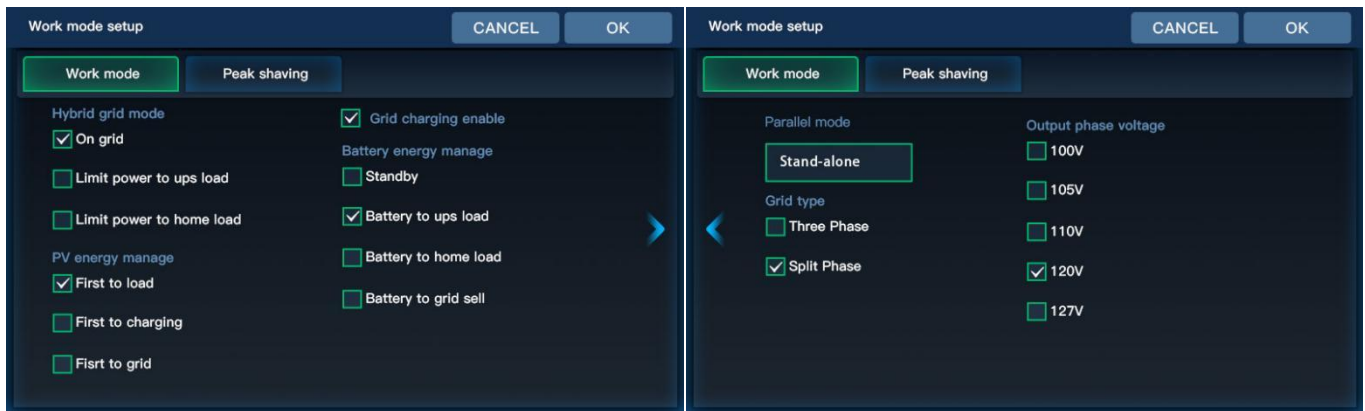 Work mode setup
CANCEL
OK
Work mode
Peak shaving
Hybrid grid mode
On grid
Limit power to ups load
Limit power to home load
PV energy manage
First to load
First to charging
Fisrt to grid
Grid charging enable
Battery energy manage
Standby
Battery to ups load
Battery to home load
Battery to grid sell
Work mode setup
CANCEL
OK
Work mode
Peak shaving
Parallel mode
Stand-alone
Grid type
Three Phase
Split Phase
Output phase voltage
100V
105V
110V
120V
127V